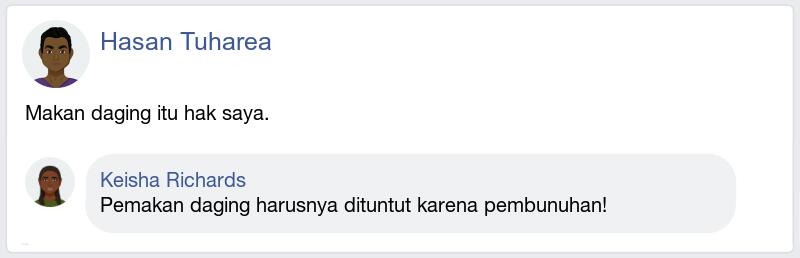 Hasan Tuharea
Makan daging itu hak saya.
Keisha Richards
Pemakan daging harusnya dituntut karena pembunuhan!